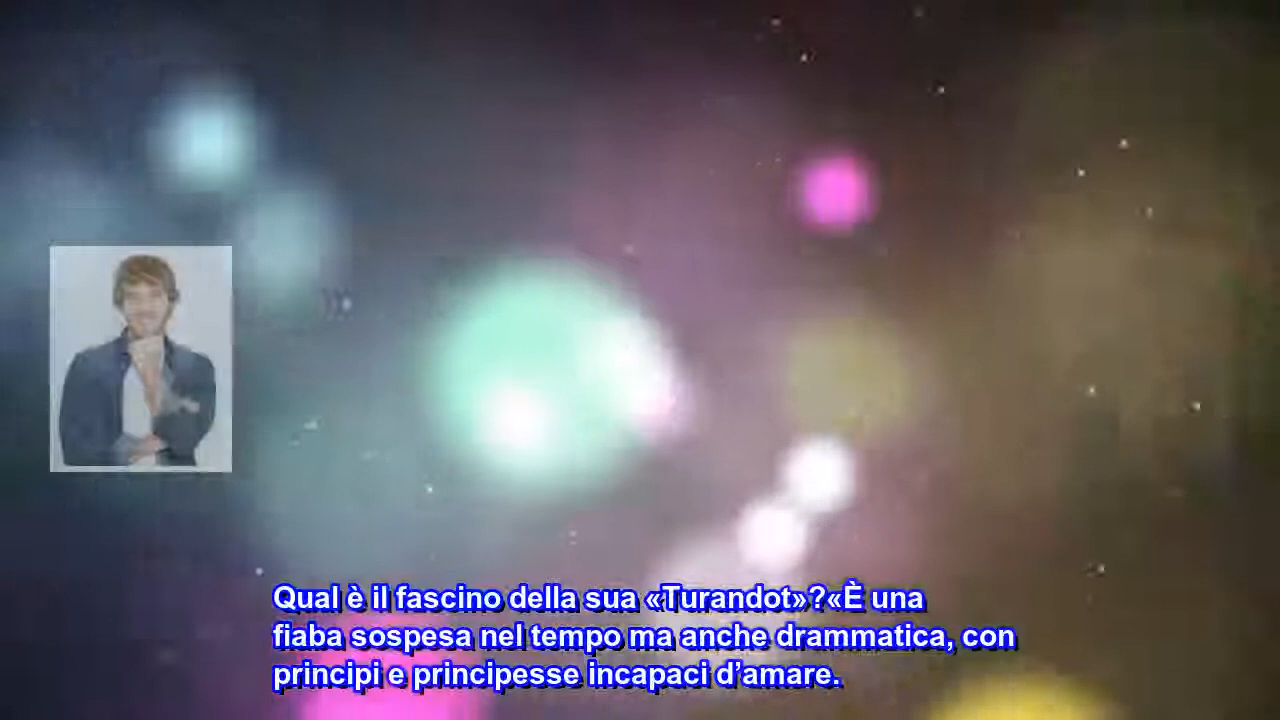 Qual è il fascino della sua «Turandot»?«È una
fiaba sospesa nel tempo ma anche drammatica, con
principi e principesse incapaci d’amare.